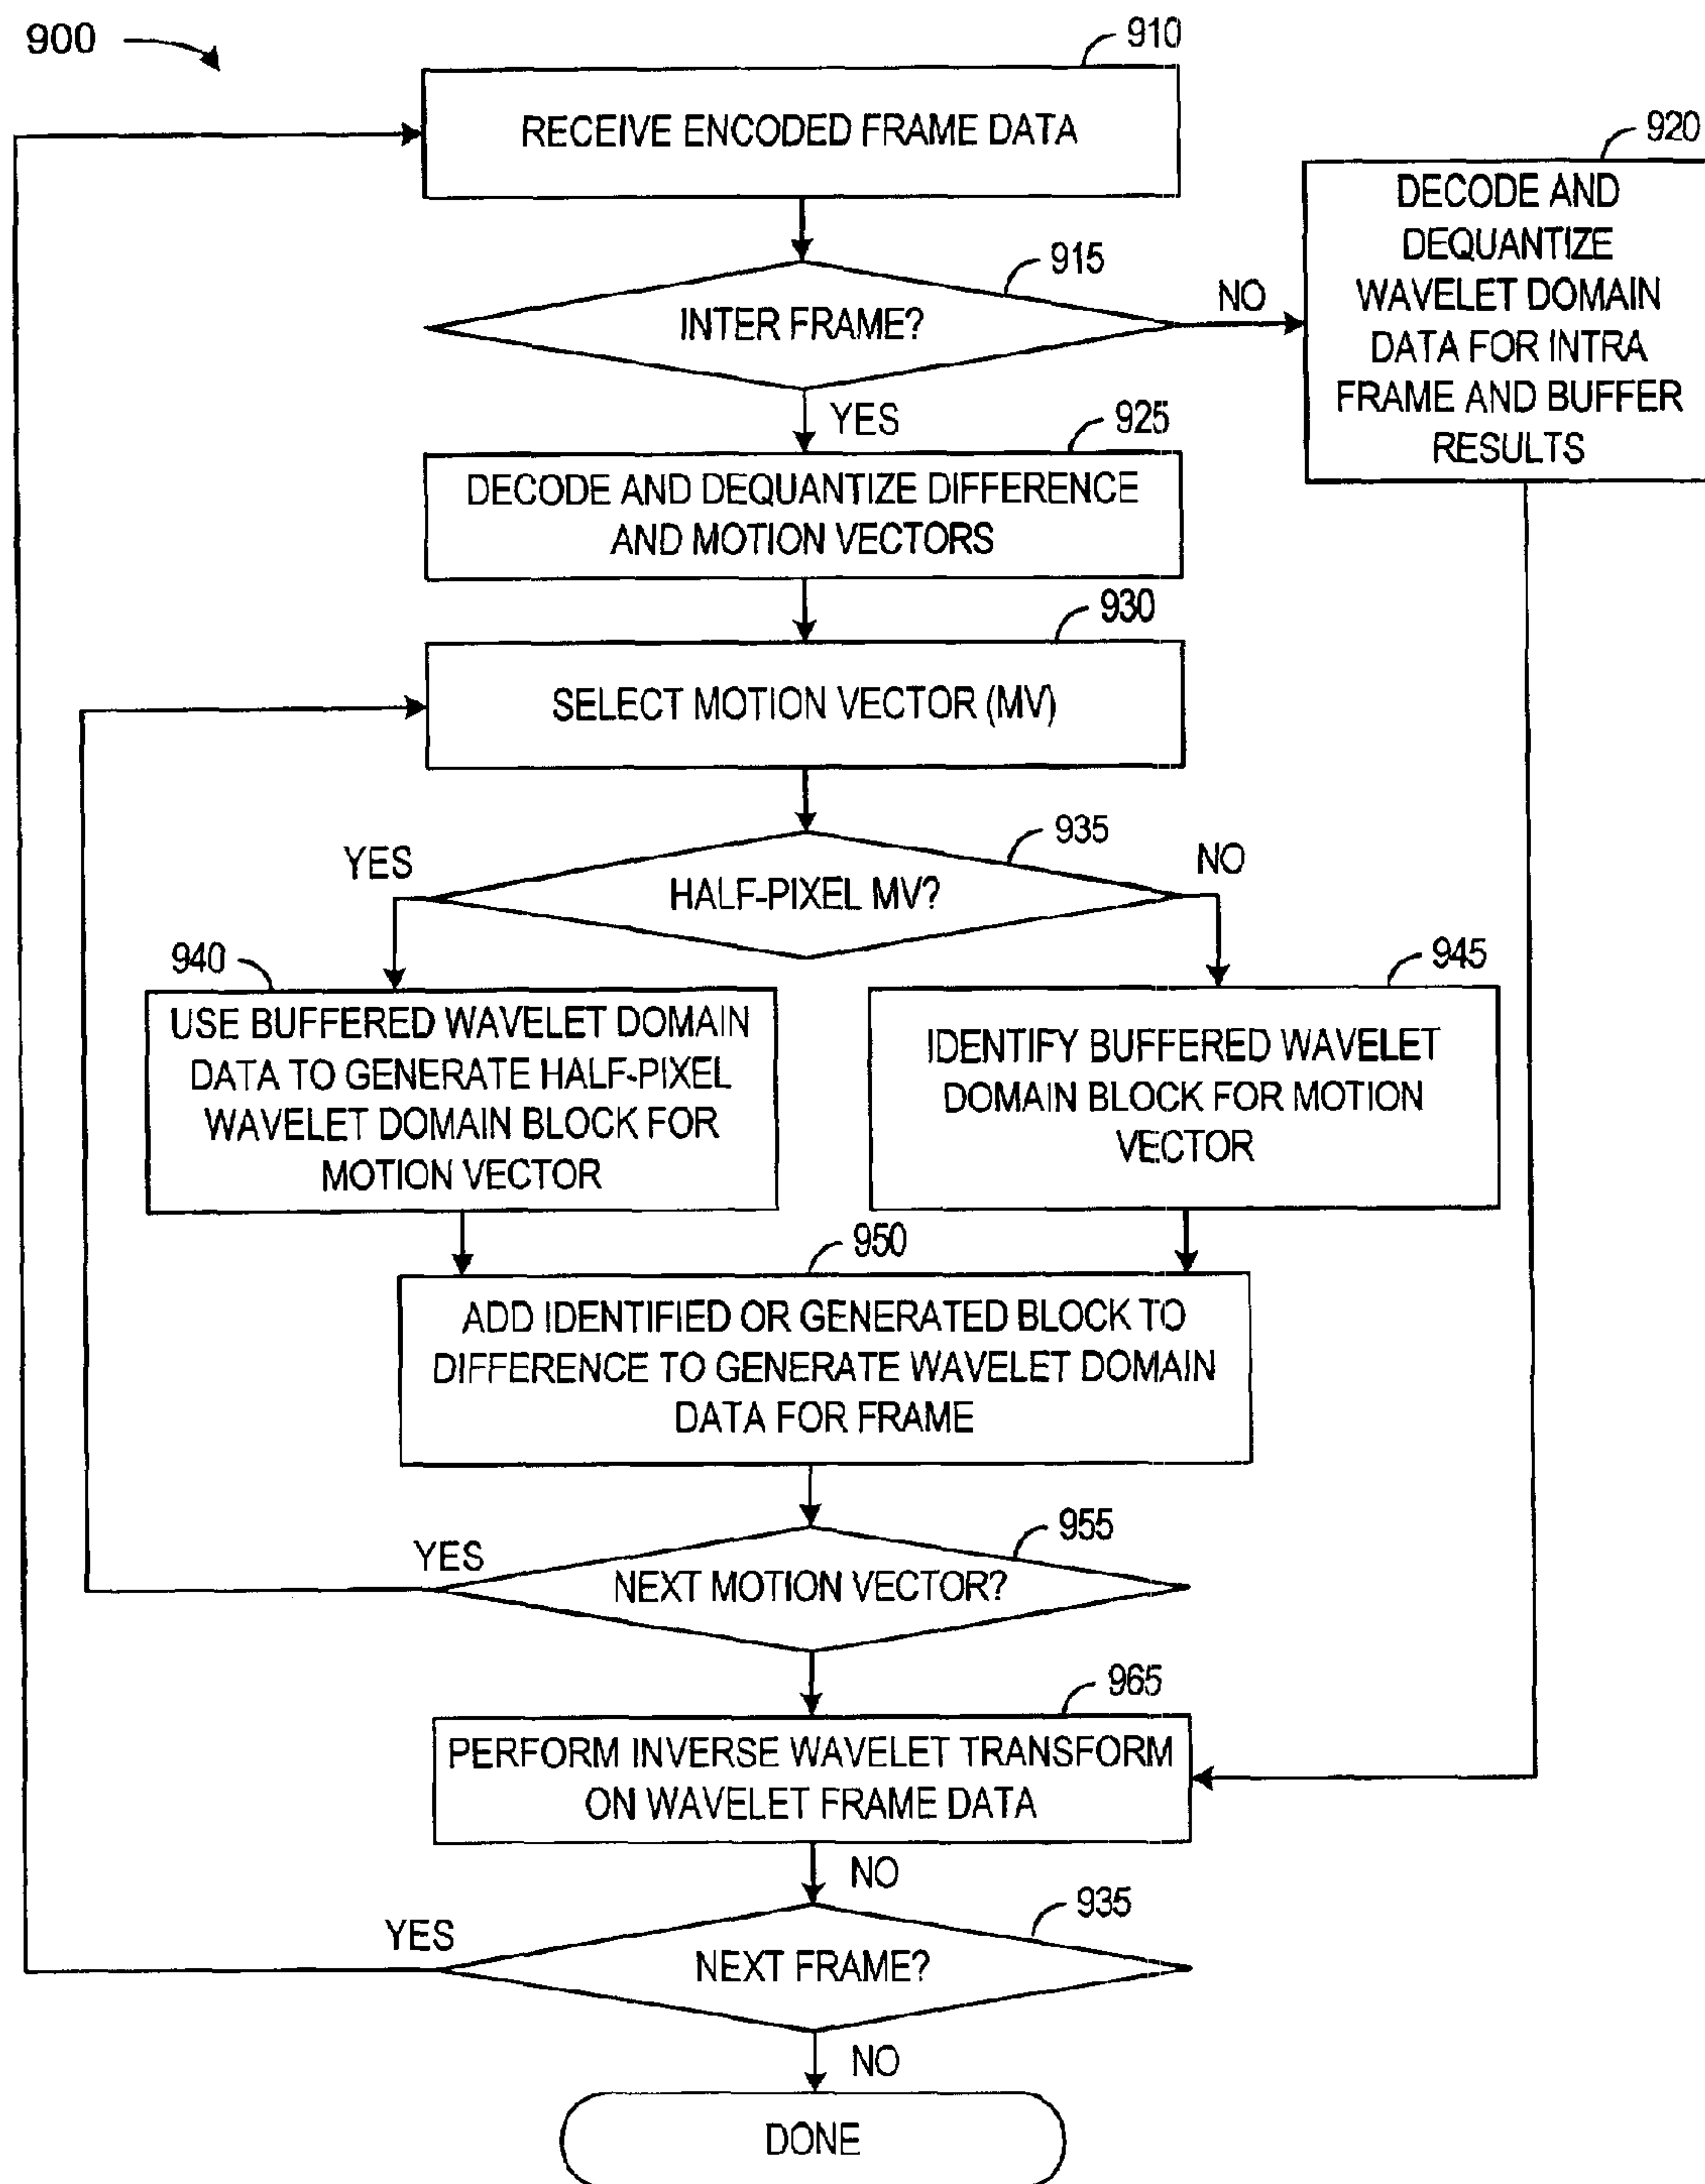 900
910
RECEIVE ENCODED FRAME DATA
920
DECODE AND
DEQUANTIZE
WAVELET DOMAIN
DATA FOR INTRA
FRAME AND BUFFER
RESULTS
915
INTER FRAME?
NO
YES
925
DECODE AND DEQUANTIZE DIFFERENCE
AND MOTION VECTORS
930
SELECT MOTION VECTOR (MV)
935
YES
HALF-PIXEL MV?
NO
940
USE BUFFERED WAVELET DOMAIN
DATA TO GENERATE HALF-PIXEL
WAVELET DOMAIN BLOCK FOR
MOTION VECTOR
945
IDENTIFY BUFFERED WAVELET
DOMAIN BLOCK FOR MOTION
VECTOR
950
ADD IDENTIFIED OR GENERATED BLOCK TO
DIFFERENCE TO GENERATE WAVELET DOMAIN
DATA FOR FRAME
955
YES
NEXT MOTION VECTOR?
965
PERFORM INVERSE WAVELET TRANSFORM
ON WAVELET FRAME DATA
NO
935
YES
NEXT FRAME?
NO
DONE